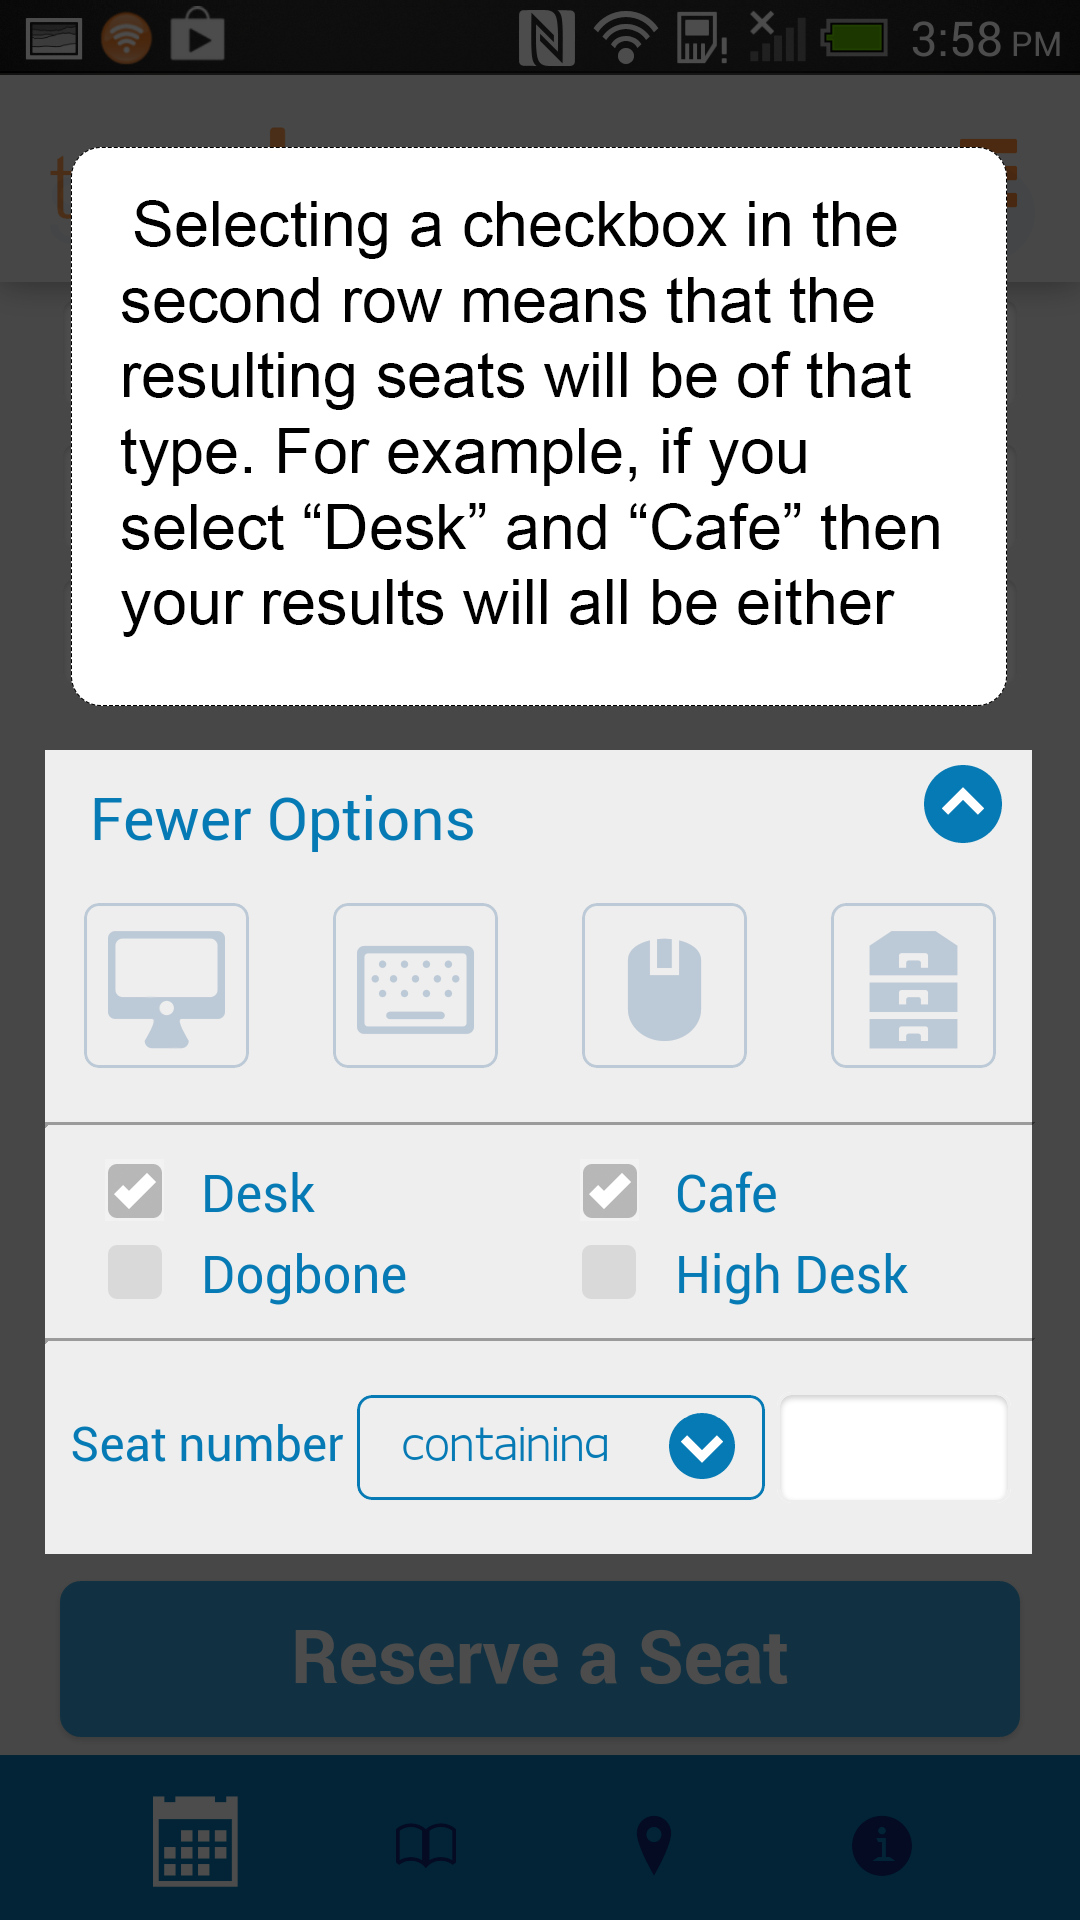 3:58 PM
Selecting a checkbox in the
second row means that the
resulting seats will be of that
type. For example, if you
select “Desk” and “Cafe” then
your results will all be either
Fewer Options
Desk
Cafe
Dogbone
High Desk
Seat number containing
Reserve a Seat